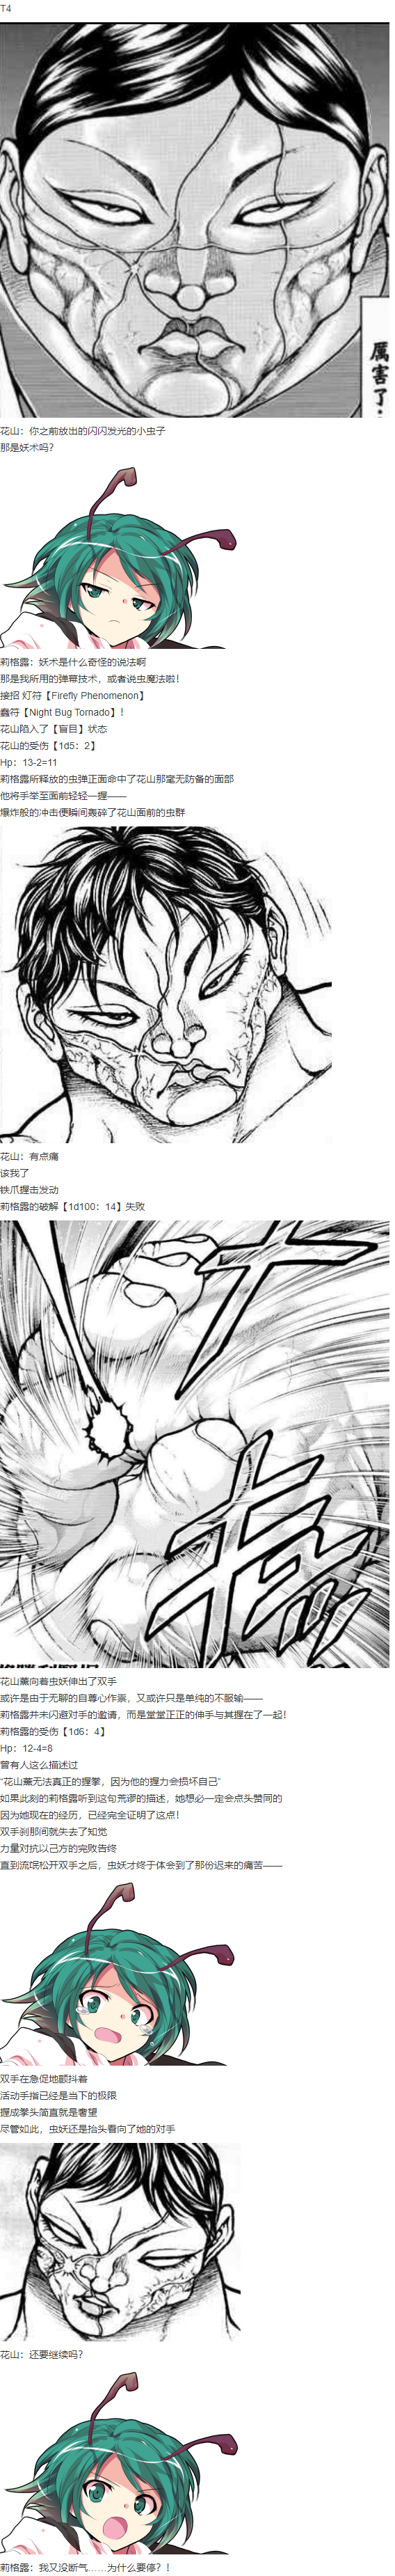 T4
厲害了·
花山：你之前放出的闪闪发光的小虫子
那是妖术吗？
莉格露：妖术是什么奇怪的说法啊
那是我所用的弹幕技术，或者说虫魔法啦！
接招 灯符【Firefly Phenomenon】
蠢符【Night Bug Tornado】！
花山陷入了【盲目】状态
花山的受伤【1d5：2】
Hp：13-2=11
莉格露所释放的虫弹正面命中了花山那毫无防备的面部
他将手举至面前轻轻一握——
爆炸般的冲击便瞬间轰碎了花山面前的虫群
花山：有点痛
该我了
铁爪握击发动
莉格露的破解【1d100：14】失败
花山薰向着虫妖伸出了双手
或许是由于无聊的自尊心作祟，又或许只是单纯的不服输——
莉格露并未闪避对手的邀请，而是堂堂正正的伸手与其握在了一起！
莉格露的受伤【1d6：4】
Hp：12-4=8
曾有人这么描述过
“花山薰无法真正的握拳，因为他的握力会损坏自己”
如果此刻的莉格露听到这句荒谬的描述，她想必一定会点头赞同的
因为她现在的经历，已经完全证明了这点！
双手刹那间就失去了知觉
力量对抗以己方的完败告终
直到流氓松开双手之后，虫妖才终于体会到了那份迟来的痛苦——
双手在急促地颤抖着
活动手指已经是当下的极限
握成拳头简直就是奢望
尽管如此，虫妖还是抬头看向了她的对手
花山：还要继续吗？
莉格露：我又没断气……为什么要停？！